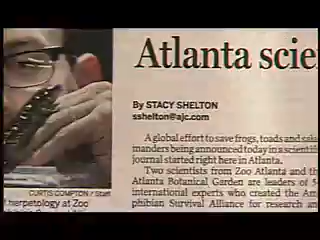 Atlanta scie
By STACY SHELTON
sshelton@ajc.com
A global effort to save frogs, toads and sala
manders being announced today in a scientifi
journal started right here in Atlanta.
Two scientists from Zoo Atlanta and th
Atlanta Botanical Garden are leaders of 5
international experts who created the Am
phibian Survival Alliance for research an
CURTIS COMPTON / Staff
herpetology at Zoo